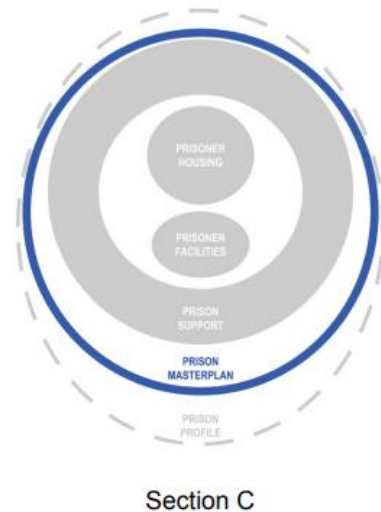 PRISONER
HOUSING
PRISONER
FACILITIES
PRISON
SUPPORT
PRISON
MASTERPLAN
PRISON
PROFILE
Section C